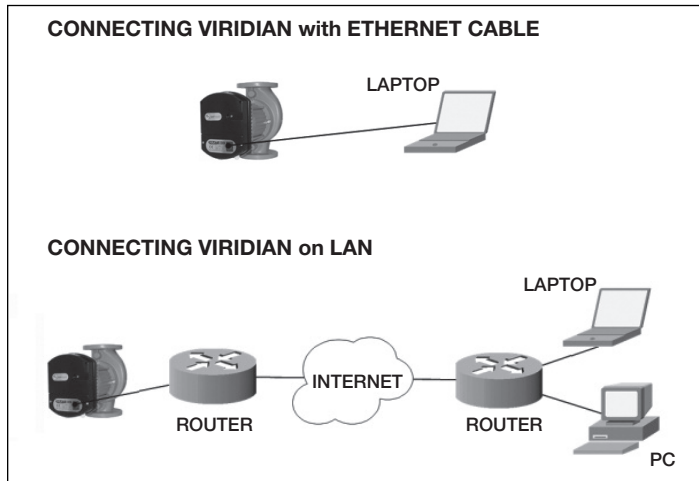 CONNECTING VIRIDIAN with ETHERNET CABLE
LAPTOP
CONNECTING VIRIDIAN on LAN
LAPTOP
INTERNET
ROUTER
ROUTER
PC